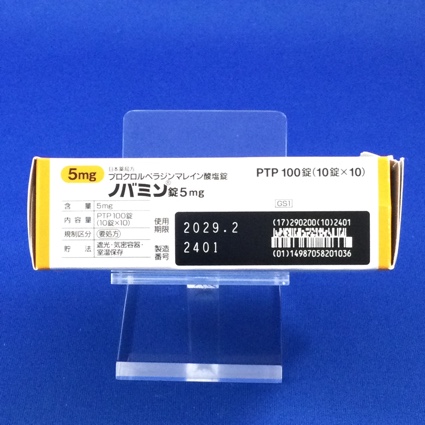 5mg
日本薬局方
プロクロルペラジンマレイン酸塩錠
ノバミン錠5mg
PTP 100錠(10錠×10)
含量 5mg
内容量 PTP100錠
(10錠×10)
規制区分 要処方
貯法 遮光・気密容器・
室温保存
使用
期限 2029.2
製造
番号 2401
GS1
(17)290200(10)2401
(01)14987058201036